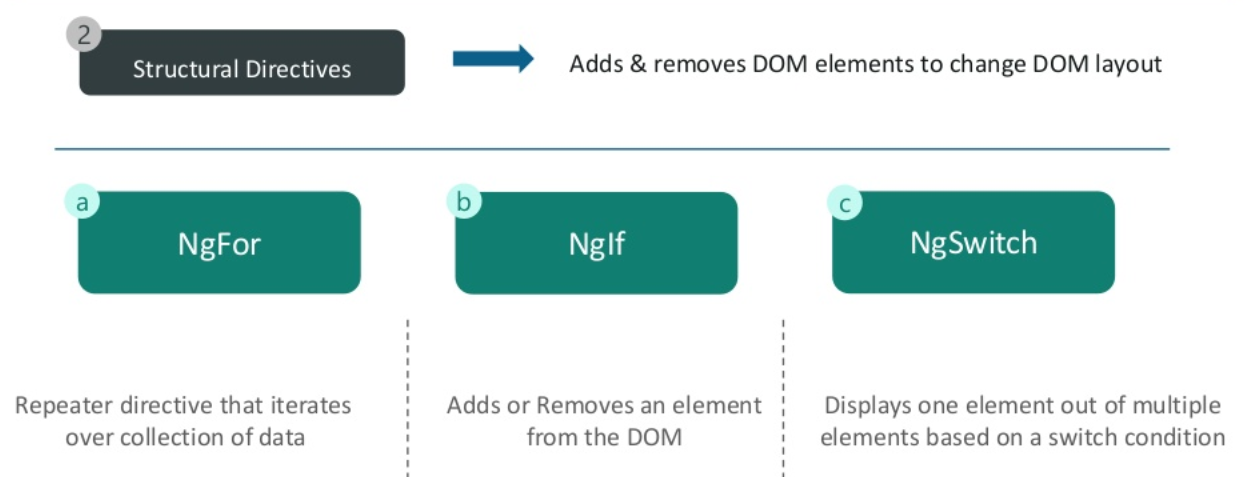 2
Structural Directives
Adds & removes DOM elements to change DOM layout
a
NgFor
b
NgIf
c
NgSwitch
Repeater directive that iterates
over collection of data
Adds or Removes an element
from the DOM
Displays one element out of multiple
elements based on a switch condition